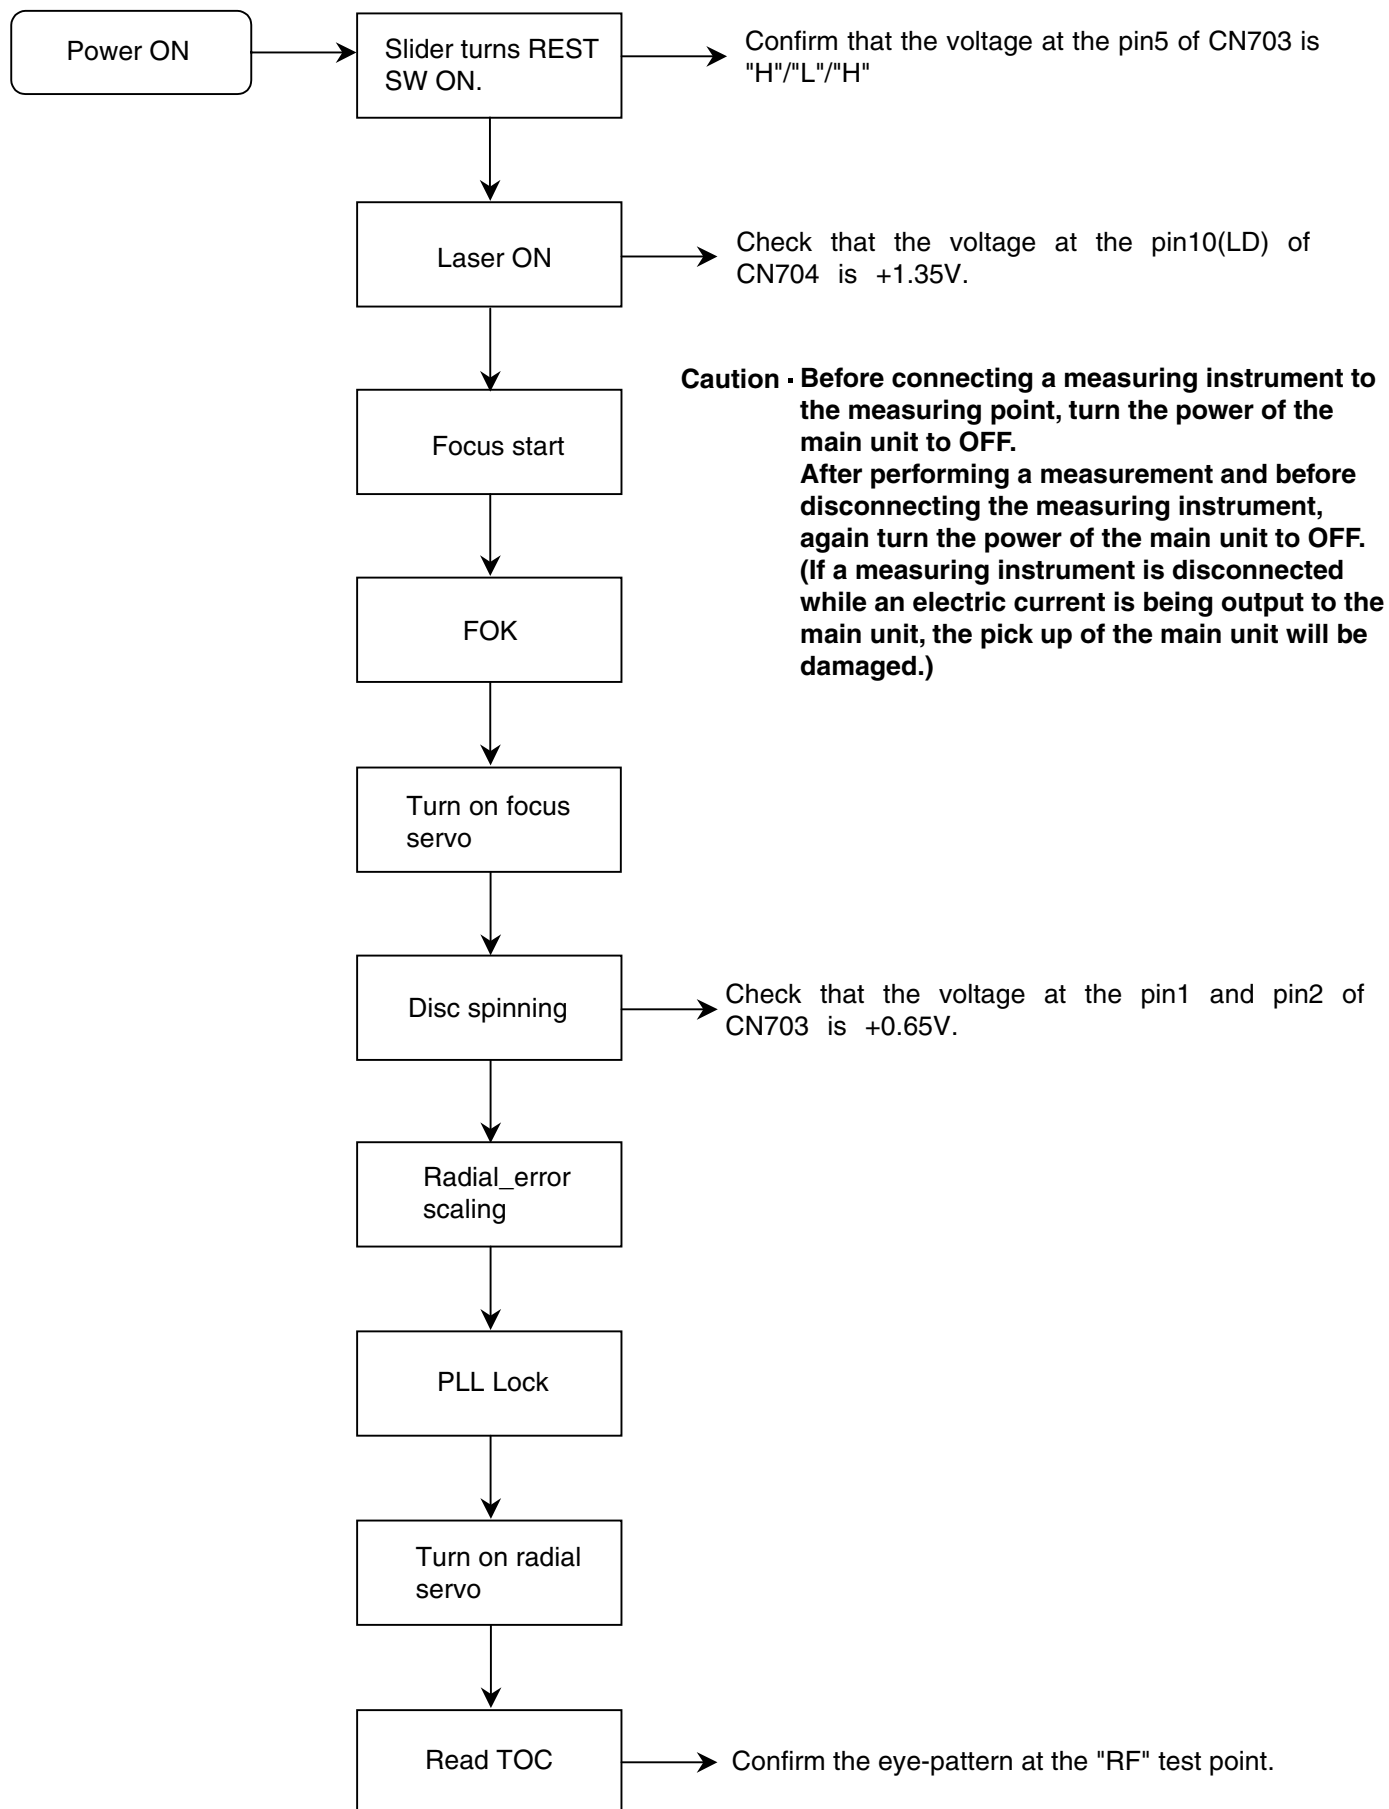 Power ON
Slider turns REST
SW ON.
Confirm that the voltage at the pin5 of CN703 is
"H"/"L"/"H"
Laser ON
Check that the voltage at the pin10(LD) of
CN704 is +1.35V.
Focus start
Caution - Before connecting a measuring instrument to
the measuring point, turn the power of the
main unit to OFF.
After performing a measurement and before
disconnecting the measuring instrument,
again turn the power of the main unit to OFF.
(If a measuring instrument is disconnected
while an electric current is being output to the
main unit, the pick up of the main unit will be
damaged.)
FOK
Turn on focus
servo
Disc spinning
Check that the voltage at the pin1 and pin2 of
CN703 is +0.65V.
Radial_error
scaling
PLL Lock
Turn on radial
servo
Read TOC
Confirm the eye-pattern at the "RF" test point.